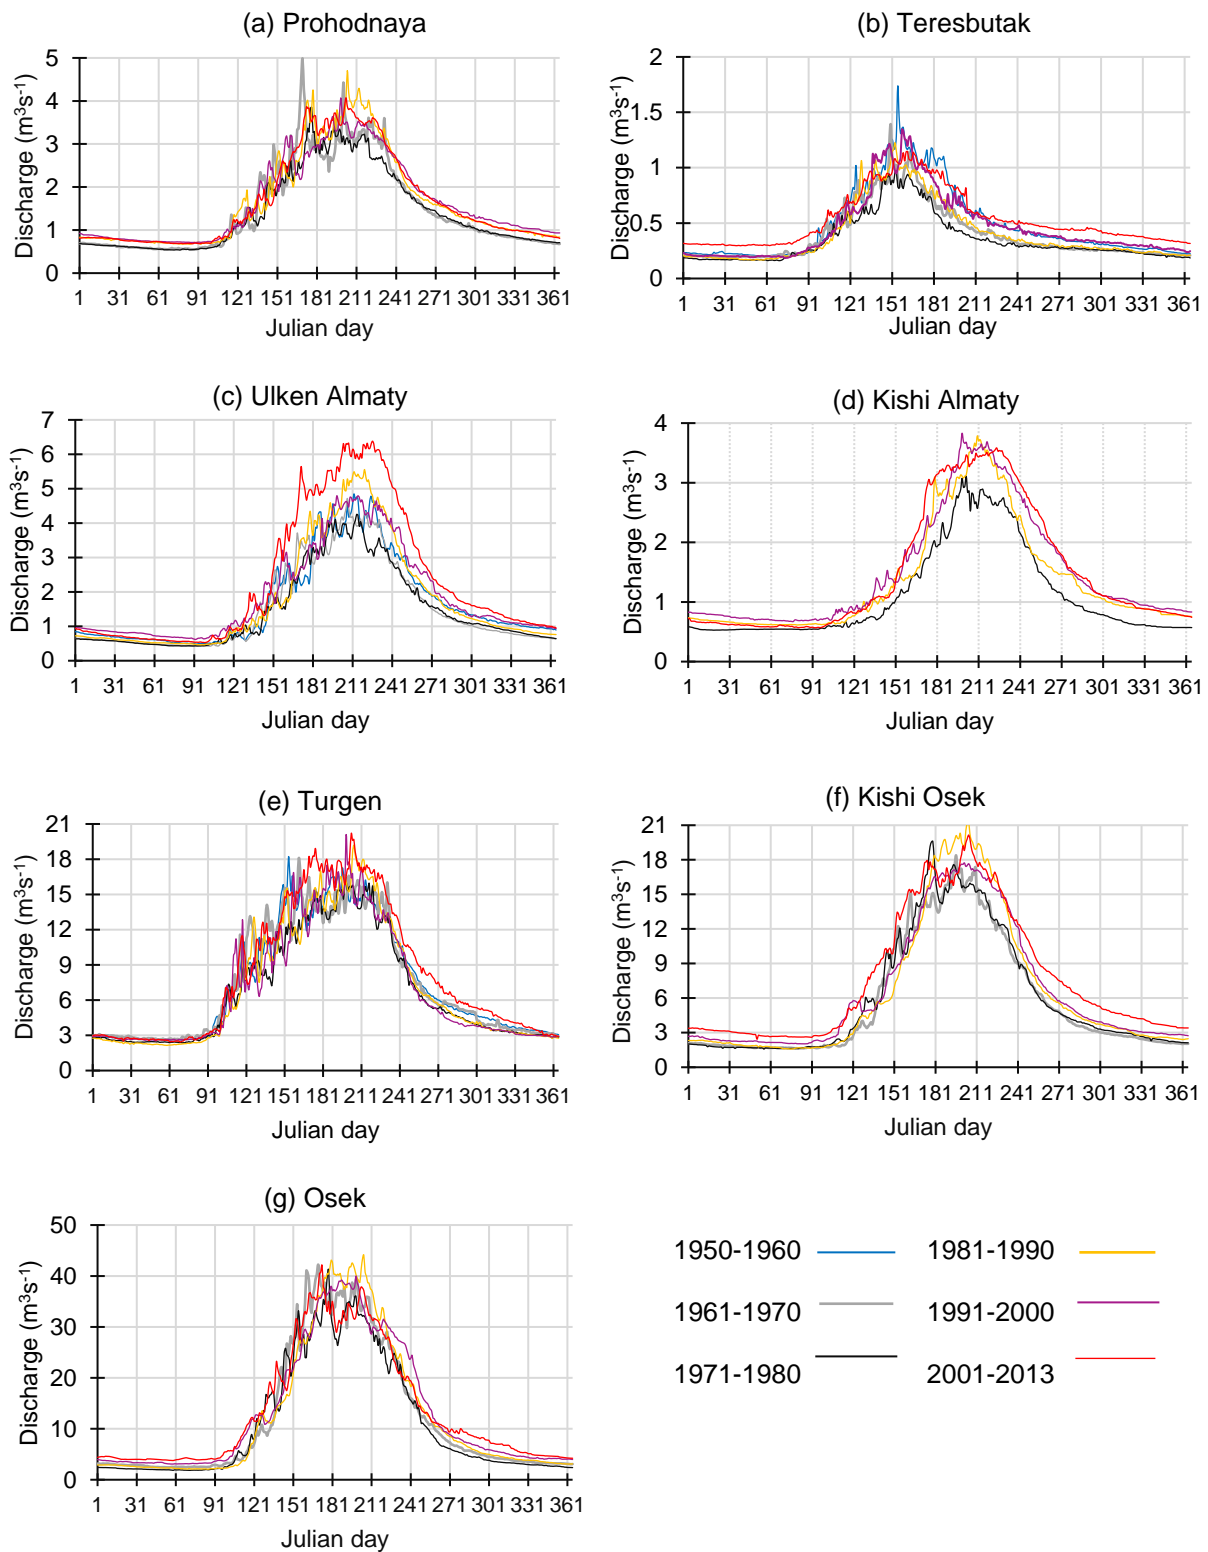 (a) Prohodnaya
Discharge (m³s⁻¹)
5
4
3
2
1
0
1 31 61 91 121 151 181 211 241 271 301 331 361
Julian day
(b) Teresbutak
Discharge (m³s⁻¹)
2
1.5
1
0.5
0
1 31 61 91 121 151 181 211 241 271 301 331 361
Julian day
(c) Ulken Almaty
Discharge (m³s⁻¹)
7
6
5
4
3
2
1
0
1 31 61 91 121 151 181 211 241 271 301 331 361
Julian day
(d) Kishi Almaty
Discharge (m³s⁻¹)
4
3
2
1
0
1 31 61 91 121 151 181 211 241 271 301 331 361
Julian day
(e) Turgen
Discharge (m³s⁻¹)
21
18
15
12
9
6
3
0
1 31 61 91 121 151 181 211 241 271 301 331 361
Julian day
(f) Kishi Osek
Discharge (m³s⁻¹)
21
18
15
12
9
6
3
0
1 31 61 91 121 151 181 211 241 271 301 331 361
Julian day
(g) Osek
Discharge (m³s⁻¹)
50
40
30
20
10
0
1 31 61 91 121 151 181 211 241 271 301 331 361
Julian day
1950-1960 1981-1990
1961-1970 1991-2000
1971-1980 2001-2013